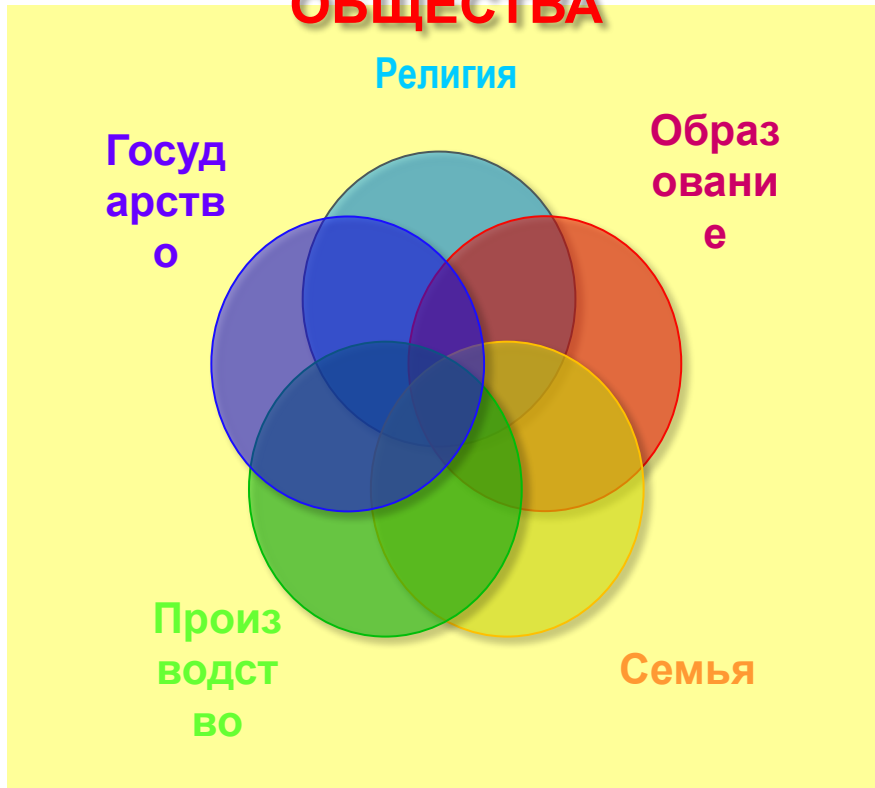 ОБЩЕСТВА
Религия
Госуд
арств
о
Образ
овани
е
Произ
водст
во
Семья